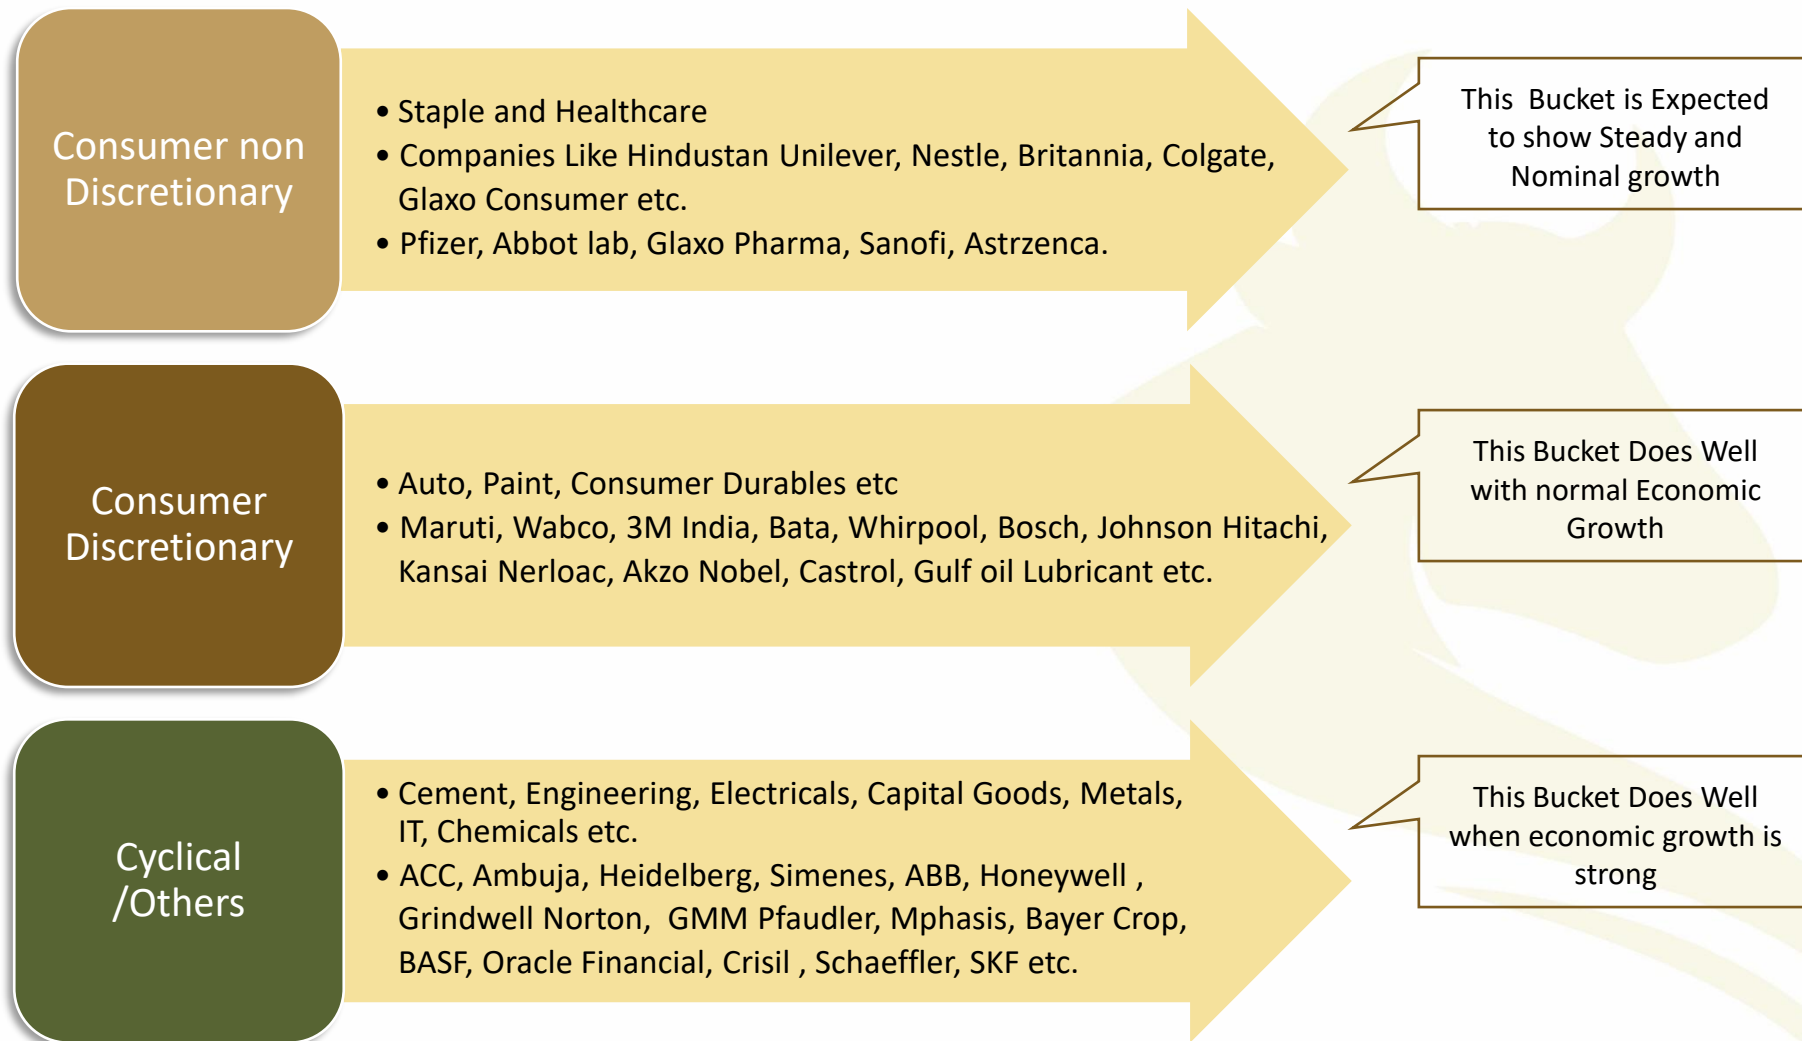 Consumer non
Discretionary
• Staple and Healthcare
• Companies Like Hindustan Unilever, Nestle, Britannia, Colgate,
Glaxo Consumer etc.
• Pfizer, Abbot lab, Glaxo Pharma, Sanofi, Astrzenca.
This Bucket is Expected
to show Steady and
Nominal growth
Consumer
Discretionary
• Auto, Paint, Consumer Durables etc
• Maruti, Wabco, 3M India, Bata, Whirpool, Bosch, Johnson Hitachi,
Kansai Nerloac, Akzo Nobel, Castrol, Gulf oil Lubricant etc.
This Bucket Does Well
with normal Economic
Growth
Cyclical
/Others
• Cement, Engineering, Electricals, Capital Goods, Metals,
IT, Chemicals etc.
• ACC, Ambuja, Heidelberg, Simenes, ABB, Honeywell ,
Grindwell Norton, GMM Pfaudler, Mphasis, Bayer Crop,
BASF, Oracle Financial, Crisil , Schaeffler, SKF etc.
This Bucket Does Well
when economic growth is
strong